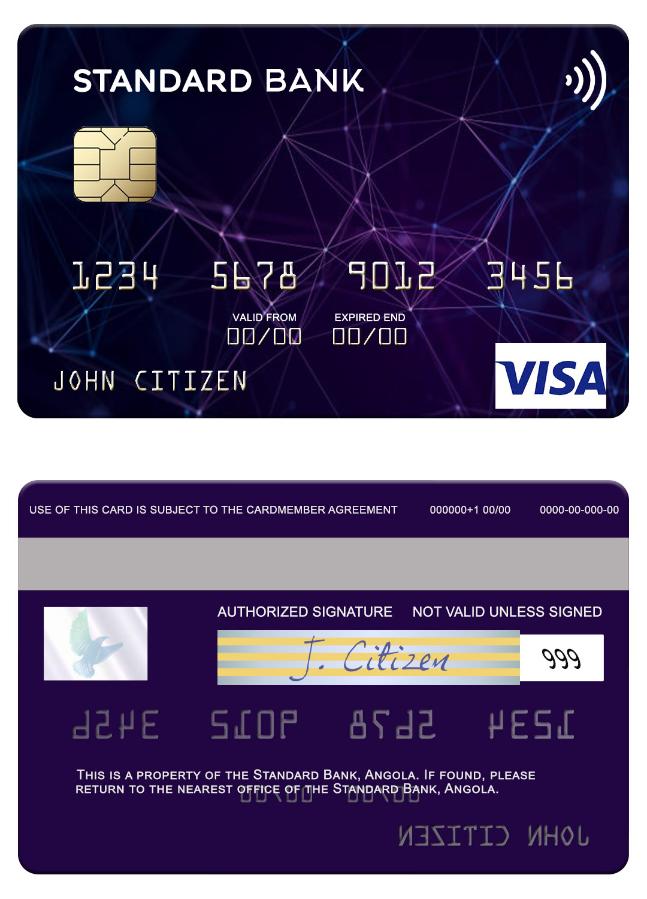 STANDARD BANK
1234 5678 9012 3456
VALID FROM EXPIRED END
00/00 00/00
JOHN CITIZEN
VISA
USE OF THIS CARD IS SUBJECT TO THE CARDMEMBER AGREEMENT 000000+1 00/00 0000-00-000-00
AUTHORIZED SIGNATURE NOT VALID UNLESS SIGNED
J. Citizen 999
3456 9012 5678 1234
THIS IS A PROPERTY OF THE STANDARD BANK, ANGOLA. IF FOUND, PLEASE
RETURN TO THE NEAREST OFFICE OF THE STANDARD BANK, ANGOLA.
00/00 00/00
JOHN CITIZEN